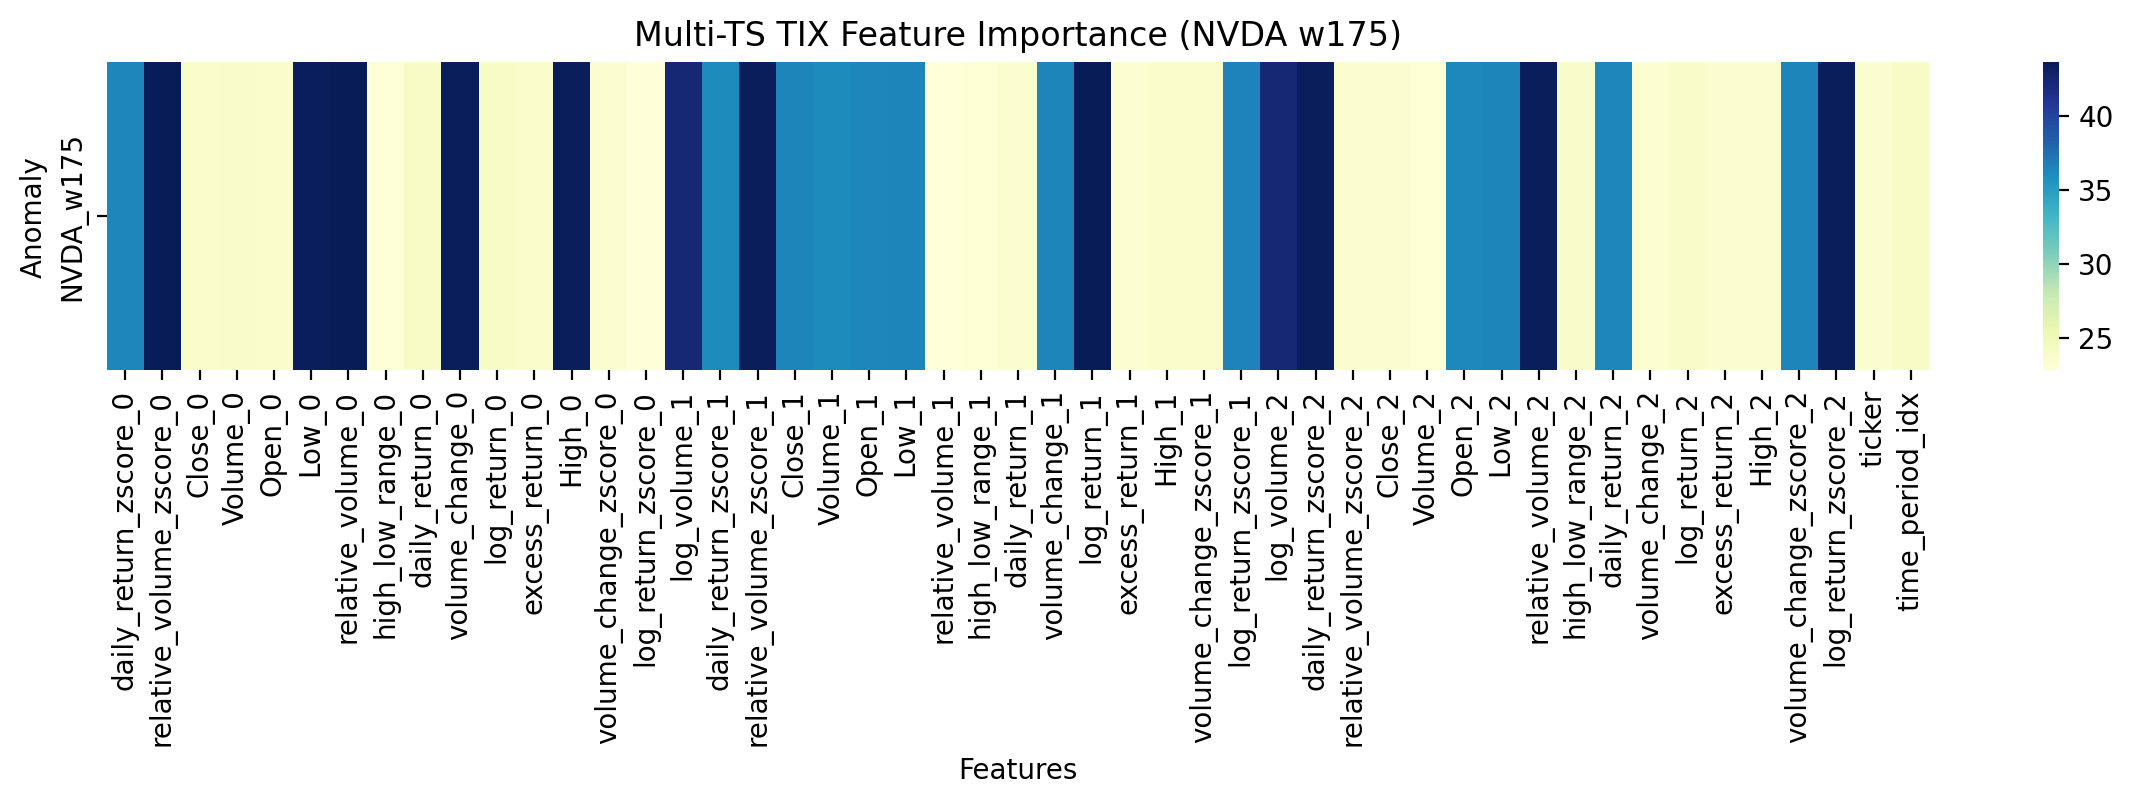 Multi-TS TIX Feature Importance (NVDA w175)
Anomaly
NVDA_w175
40
35
30
25
daily_return_zscore_0
relative_volume_zscore_0
Close_0
Volume_0
Open_0
Low_0
relative_volume_0
high_low_range_0
daily_return_0
volume_change_0
log_return_0
excess_return_0
High_0
volume_change_zscore_0
log_return_zscore_0
log_volume_1
daily_return_zscore_1
relative_volume_zscore_1
Close_1
Volume_1
Open_1
Low_1
relative_volume_1
high_low_range_1
daily_return_1
volume_change_1
log_return_1
excess_return_1
High_1
volume_change_zscore_1
log_return_zscore_1
log_volume_2
daily_return_zscore_2
relative_volume_zscore_2
Close_2
Volume_2
Open_2
Low_2
relative_volume_2
high_low_range_2
daily_return_2
volume_change_2
log_return_2
excess_return_2
High_2
volume_change_zscore_2
log_return_zscore_2
ticker
time_period_idx
Features